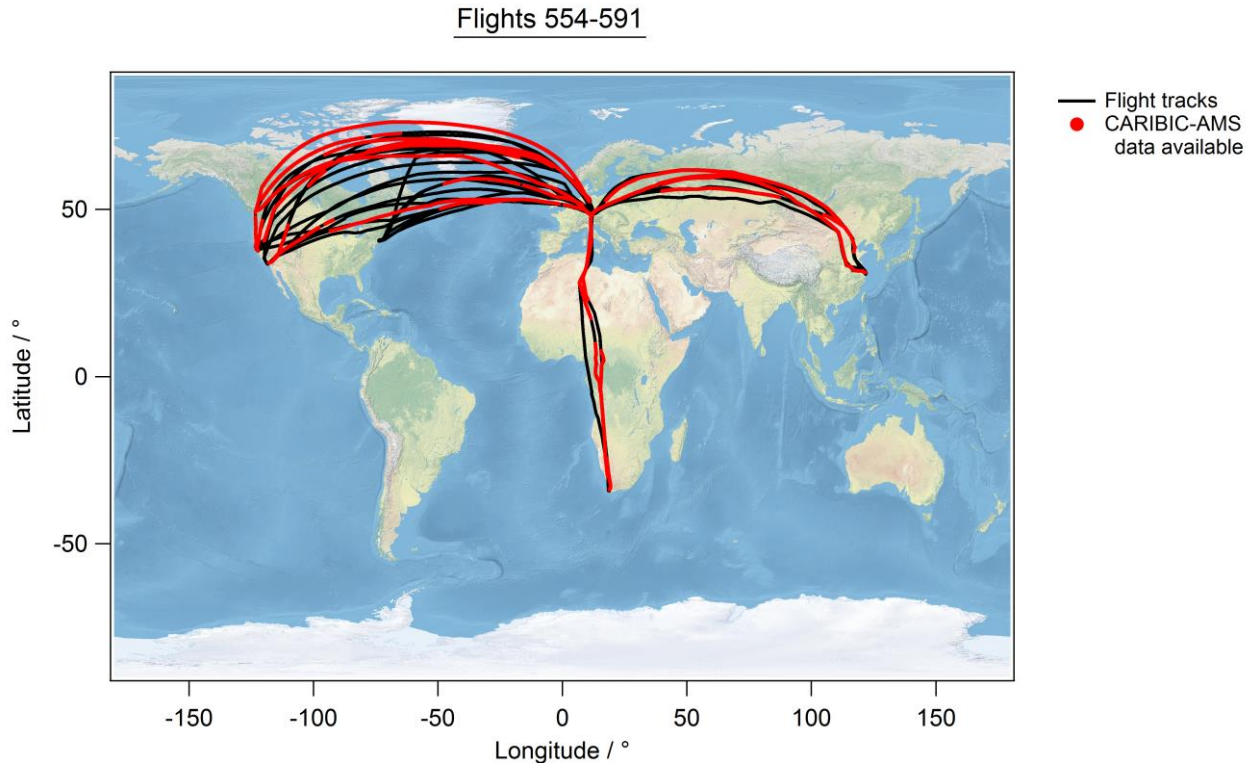 Flights 554-591
Flight tracks
CARIBIC-AMS
data available
50
0
-50
Latitude / °
-150
-100
-50
0
50
100
150
Longitude / °